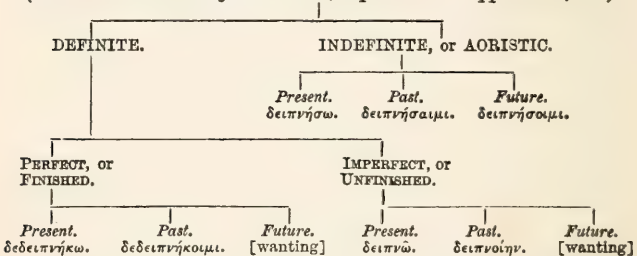 DEFINITE. INDEFINITE, or AORISTIC.
Present. Past. Future.
δειπνήσω. δειπνήσαιμι. δειπνήσοιμι.
PERFECT, or IMPERFECT, or
FINISHED. UNFINISHED.
Present. Past. Future. Present. Past. Future.
δεδειπνήκω. δεδειπνήκοιμι. [wanting] δειπνῶ. δειπνοίην. [wanting]